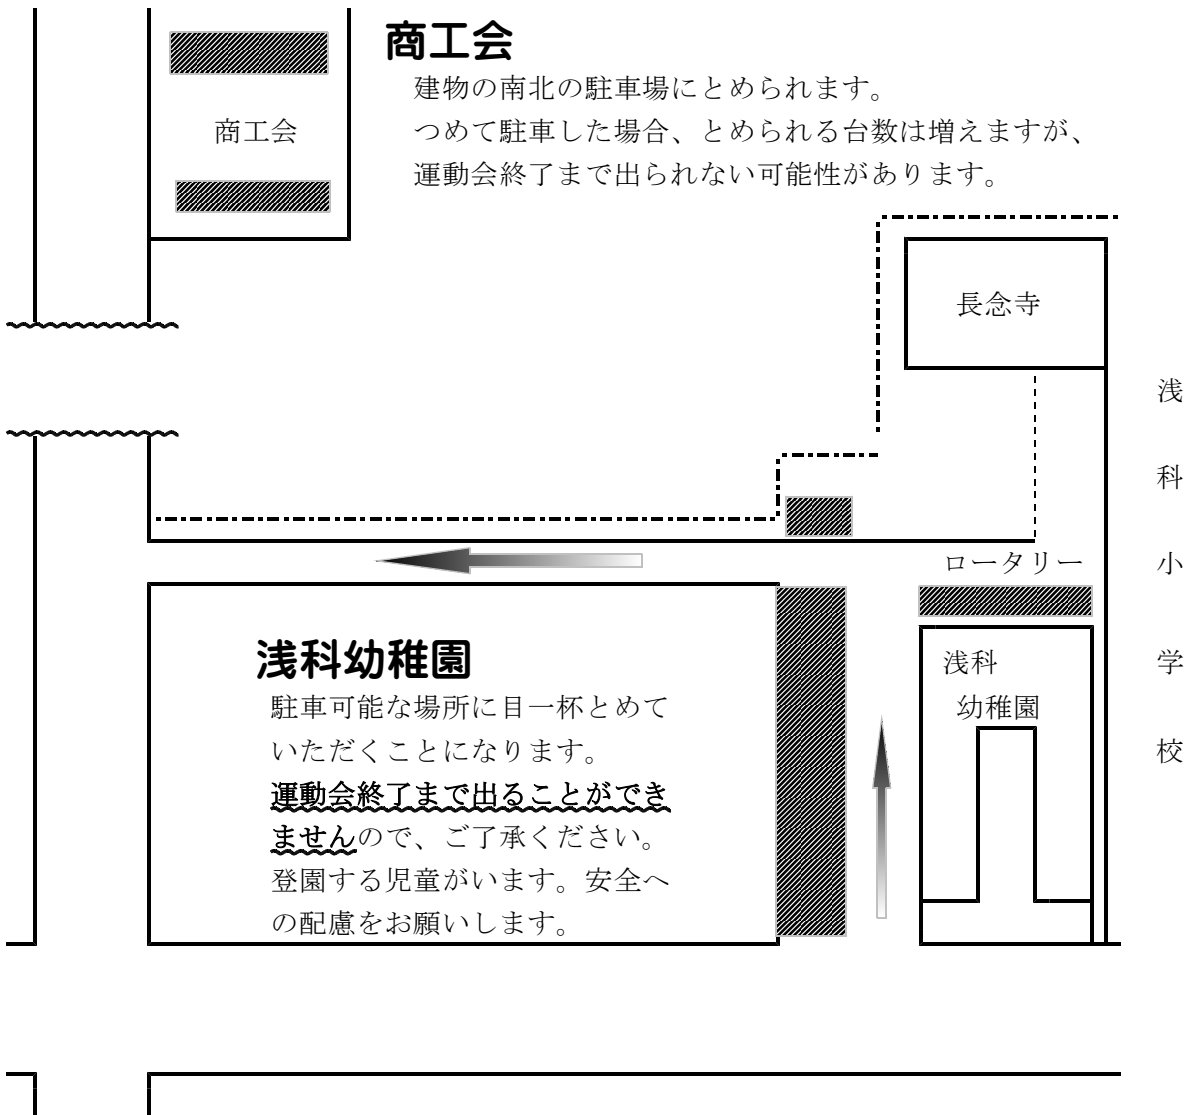 商工会
建物の南北の駐車場にとめられます。
つめて駐車した場合、とめられる台数は増えますが、
運動会終了まで出られない可能性があります。
商工会
長念寺
浅科小学校
ロータリー
浅科
幼稚園
浅科幼稚園
駐車可能な場所に目一杯とめて
いただくことになります。
運動会終了まで出ることができ
ませんので、ご了承ください。
登園する児童がいます。安全へ
の配慮をお願いします。